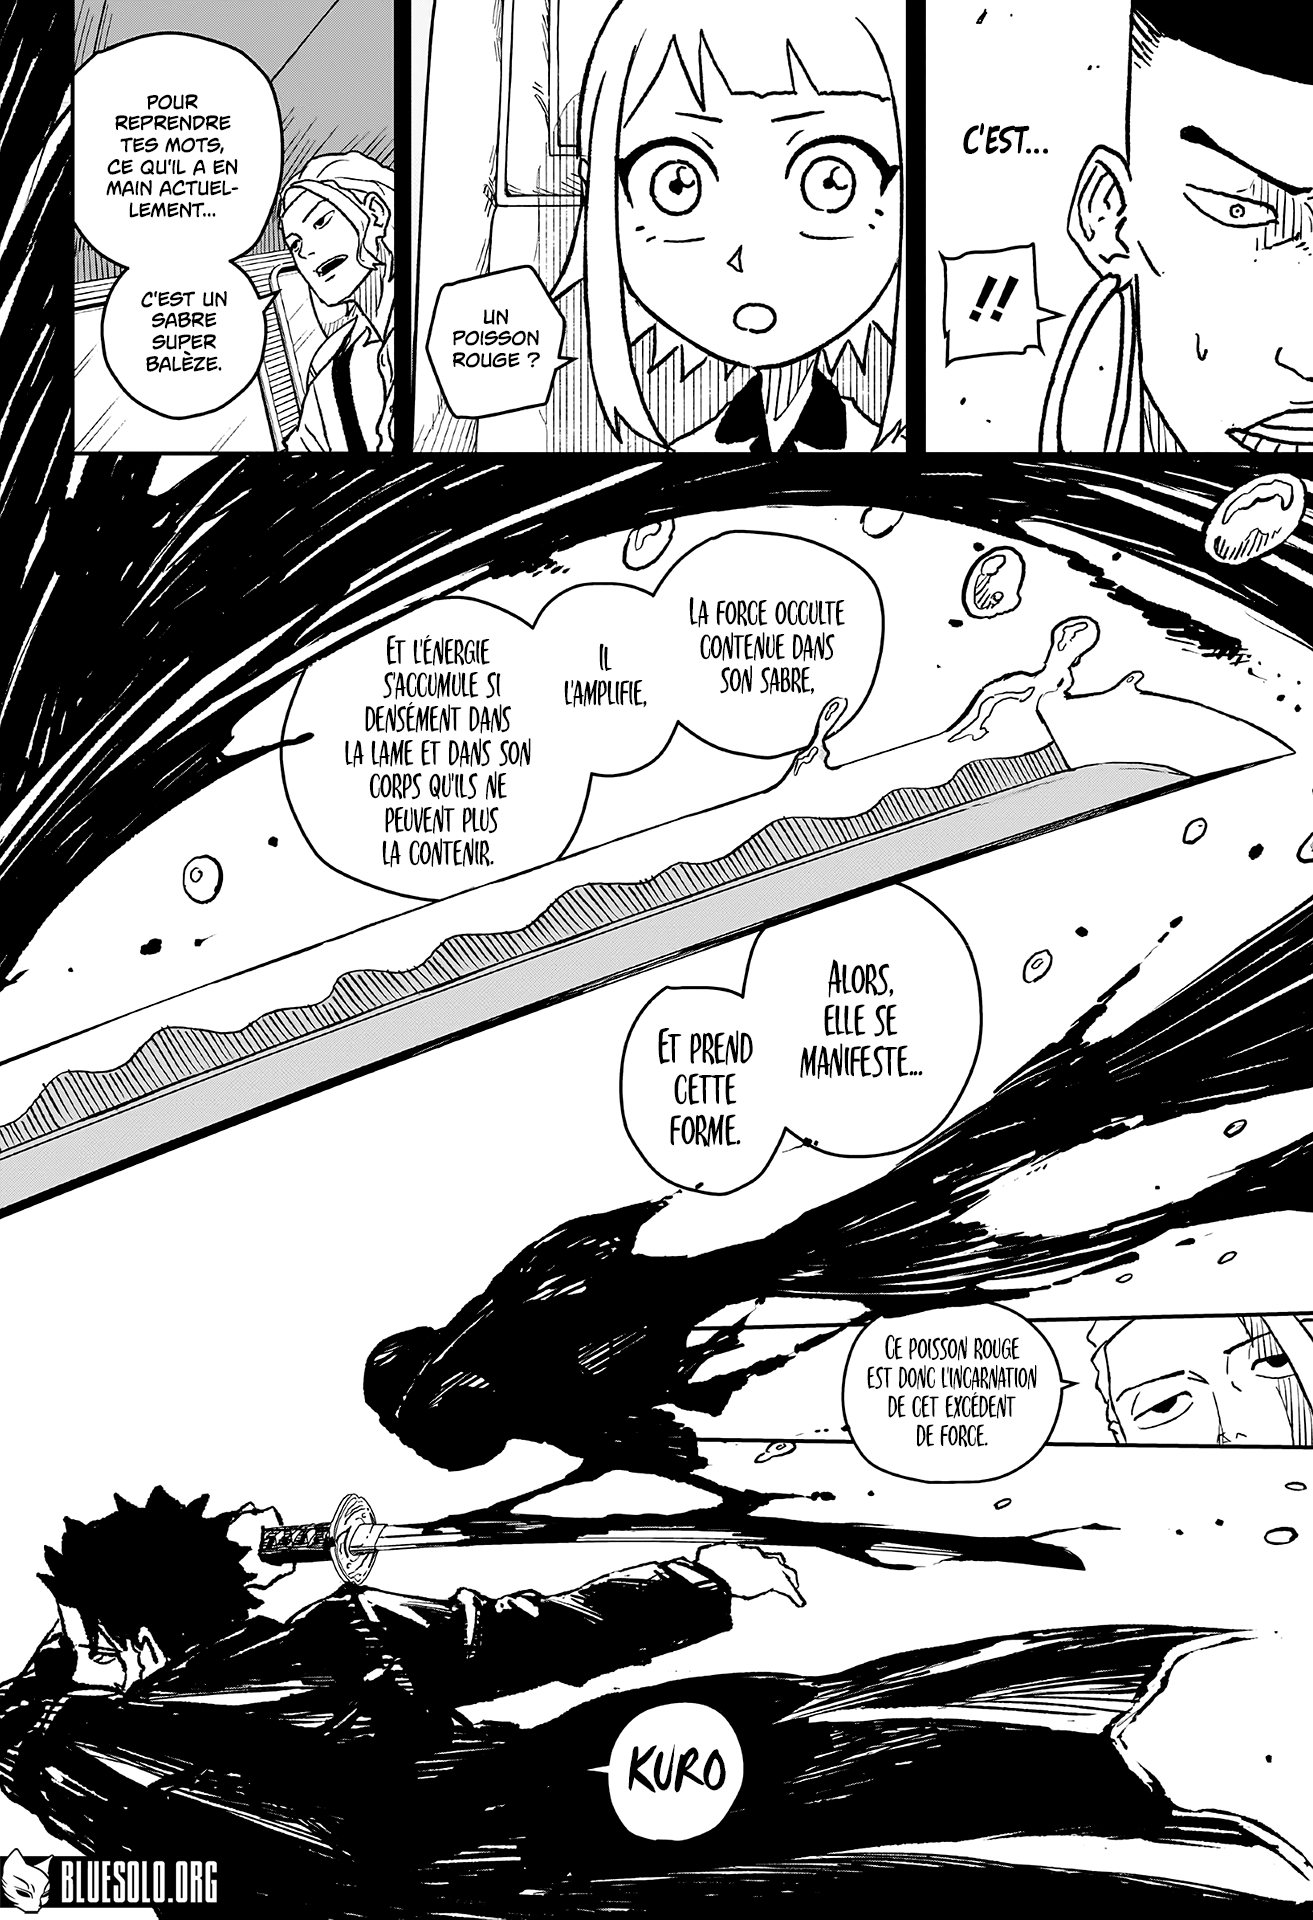 C'EST...
!!
UN
POISSON
ROUGE ?
POUR
REPRENDRE
TES MOTS,
CE QU'IL A EN
MAIN ACTUEL-
LEMENT...
C'EST UN
SABRE
SUPER
BALÈZE.
LA FORCE OCCULTE
CONTENUE DANS
SON SABRE,
IL
L'AMPLIFIE,
ET L'ÉNERGIE
S'ACCUMULE SI
DENSÉMENT DANS
LA LAME ET DANS SON
CORPS QU'ILS NE
PEUVENT PLUS
LA CONTENIR.
ALORS,
ELLE SE
MANIFESTE...
ET PREND
CETTE
FORME.
CE POISSON ROUGE
EST DONC L'INCARNATION
DE CET EXCÉDENT
DE FORCE.
KURO
BLUESOLO.ORG